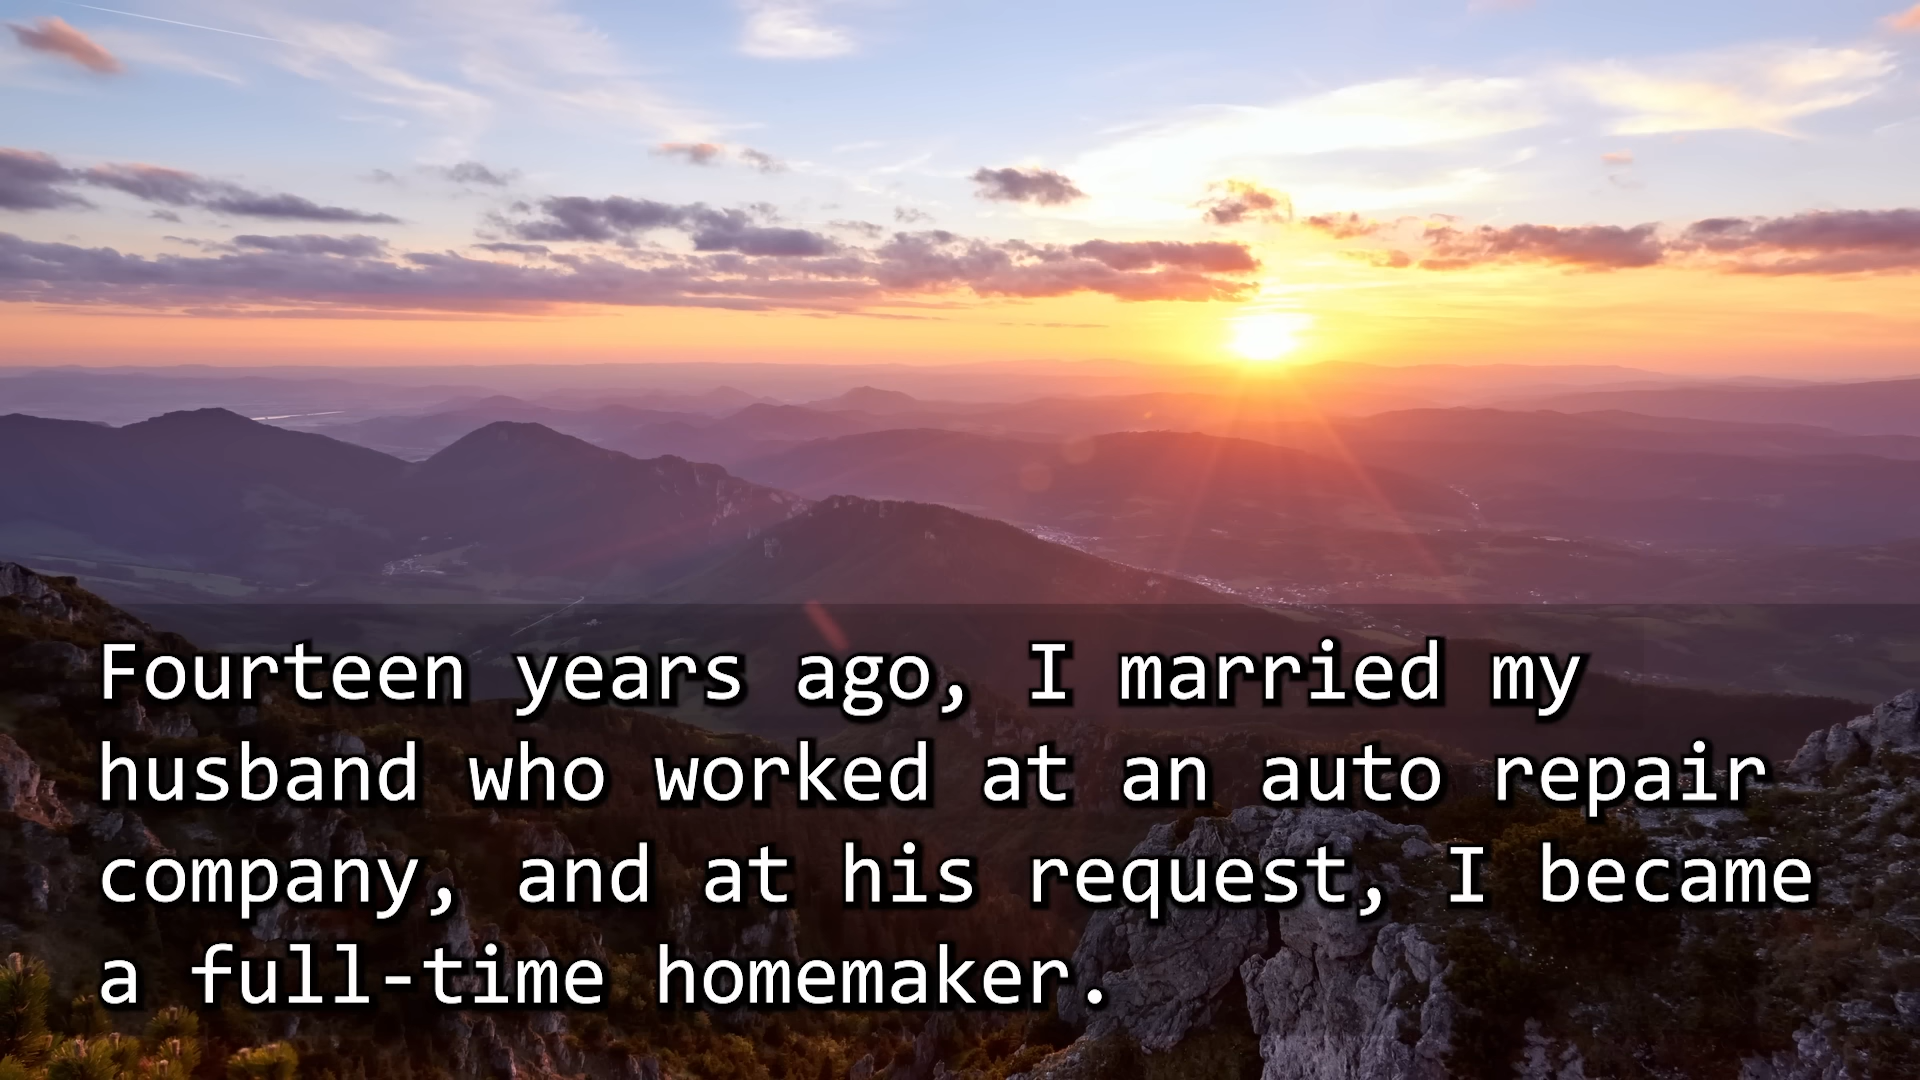 Fourteen years ago, I married my
husband who worked at an auto repair
company, and at his request, I became
a full-time homemaker.